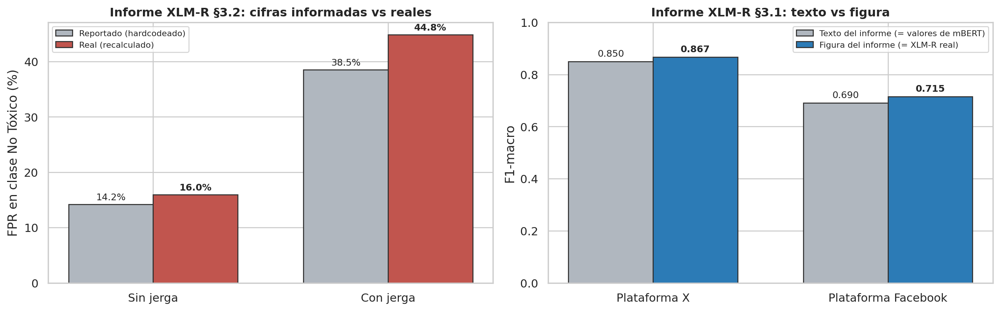 Informe XLM-R §3.2: cifras informadas vs reales
Reportado (hardcodeado)
Real (recalculado)
FPR en clase No Tóxico (%)
40
30
20
10
0
14.2%
16.0%
38.5%
44.8%
Sin jerga
Con jerga
Informe XLM-R §3.1: texto vs figura
Texto del informe (= valores de mBERT)
Figura del informe (= XLM-R real)
F1-macro
1.0
0.8
0.6
0.4
0.2
0.0
0.850
0.867
0.690
0.715
Plataforma X
Plataforma Facebook